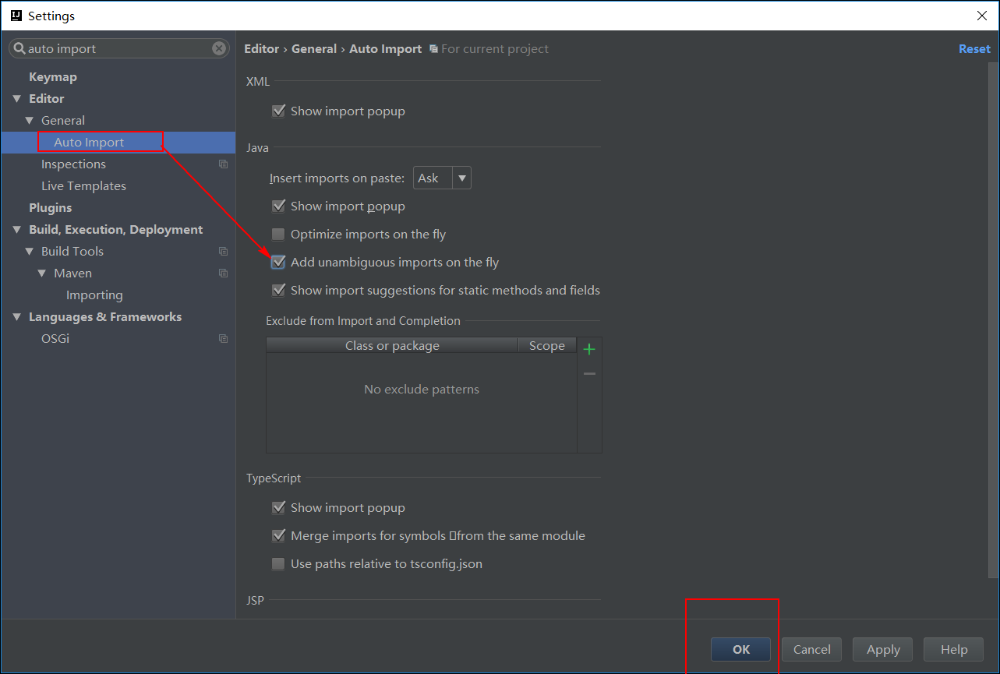 Settings
auto import
Keymap
Editor
General
Auto Import
Inspections
Live Templates
Plugins
Build, Execution, Deployment
Build Tools
Maven
Importing
Languages & Frameworks
OSGi
Editor › General › Auto Import For current project
Reset
XML
Show import popup
Java
Insert imports on paste: Ask
Show import popup
Optimize imports on the fly
Add unambiguous imports on the fly
Show import suggestions for static methods and fields
Exclude from Import and Completion
Class or package Scope
No exclude patterns
TypeScript
Show import popup
Merge imports for symbols ▯from the same module
Use paths relative to tsconfig.json
JSP
OK Cancel Apply Help